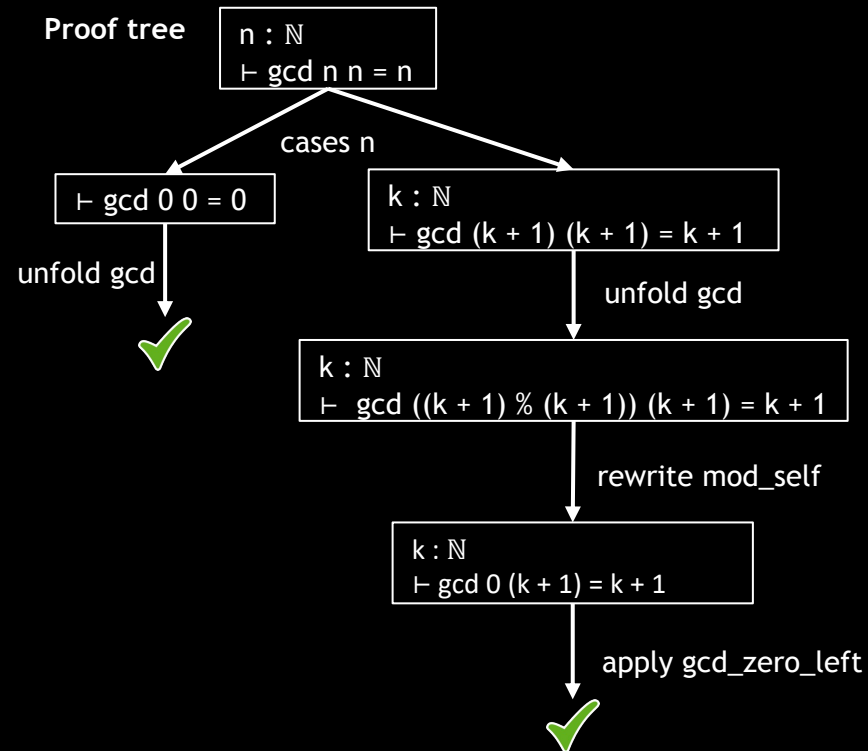 Proof tree
n : ℕ
⊢ gcd n n = n
cases n
⊢ gcd 0 0 = 0
k : ℕ
⊢ gcd (k + 1) (k + 1) = k + 1
unfold gcd
unfold gcd
k : ℕ
⊢ gcd ((k + 1) % (k + 1)) (k + 1) = k + 1
rewrite mod_self
k : ℕ
⊢ gcd 0 (k + 1) = k + 1
apply gcd_zero_left